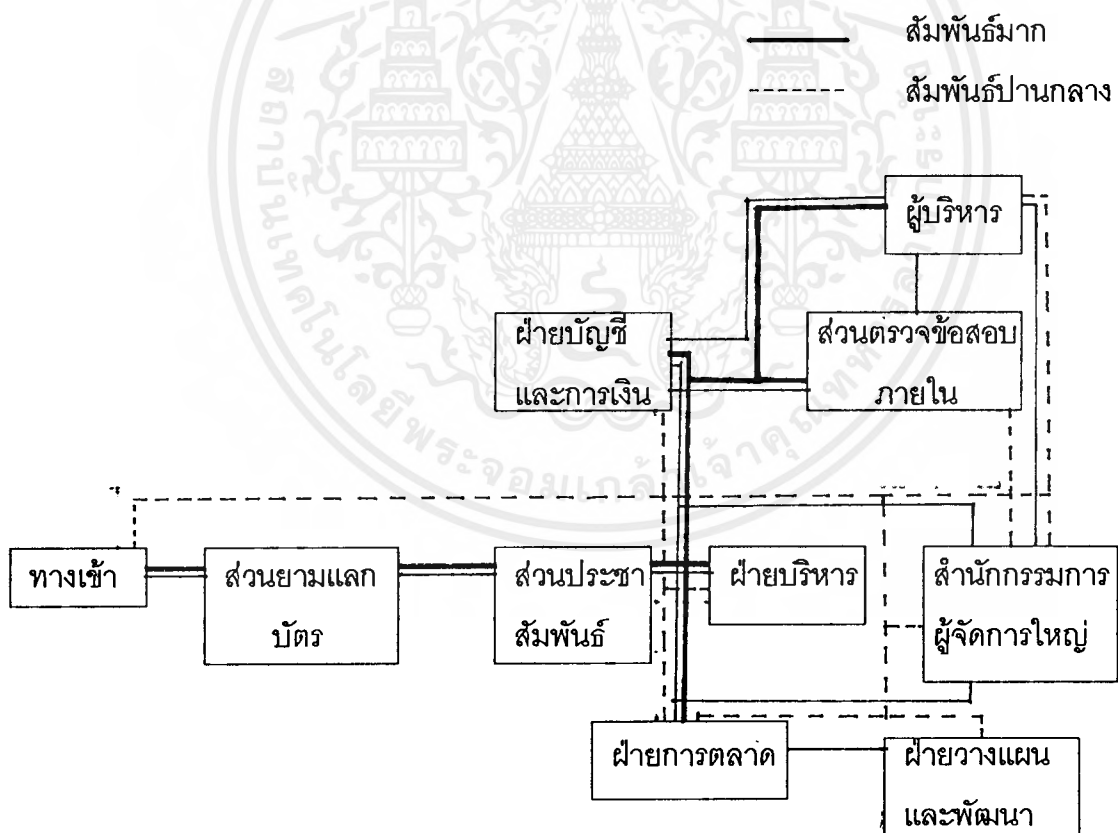 สัมพันธ์มาก
สัมพันธ์ปานกลาง
ผู้บริหาร
ฝ่ายบัญชี
และการเงิน
ส่วนตรวจข้อสอบ
ภายใน
ทางเข้า
ส่วนยามแลก
บัตร
ส่วนประชา
สัมพันธ์
ฝ่ายบริหาร
สำนักกรรมการ
ผู้จัดการใหญ่
ฝ่ายการตลาด
ฝ่ายวางแผน
และพัฒนา